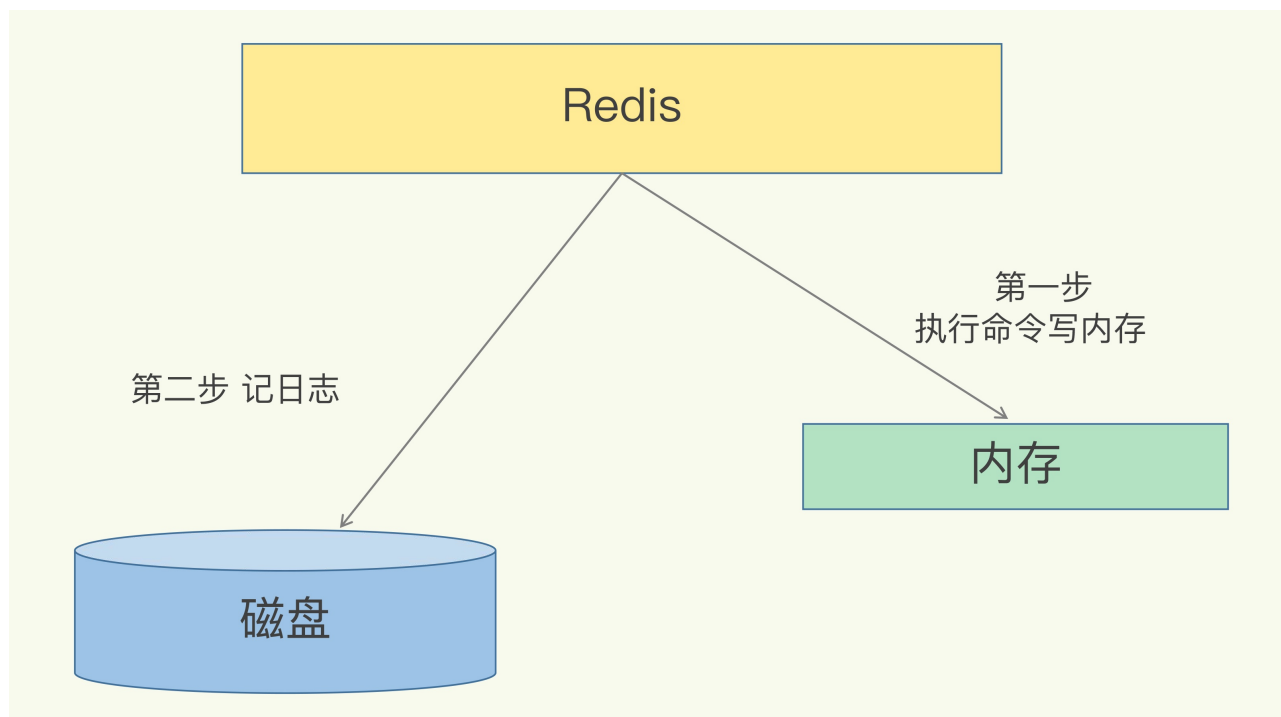 Redis
第一步
执行命令写内存
第二步 记日志
内存
磁盘